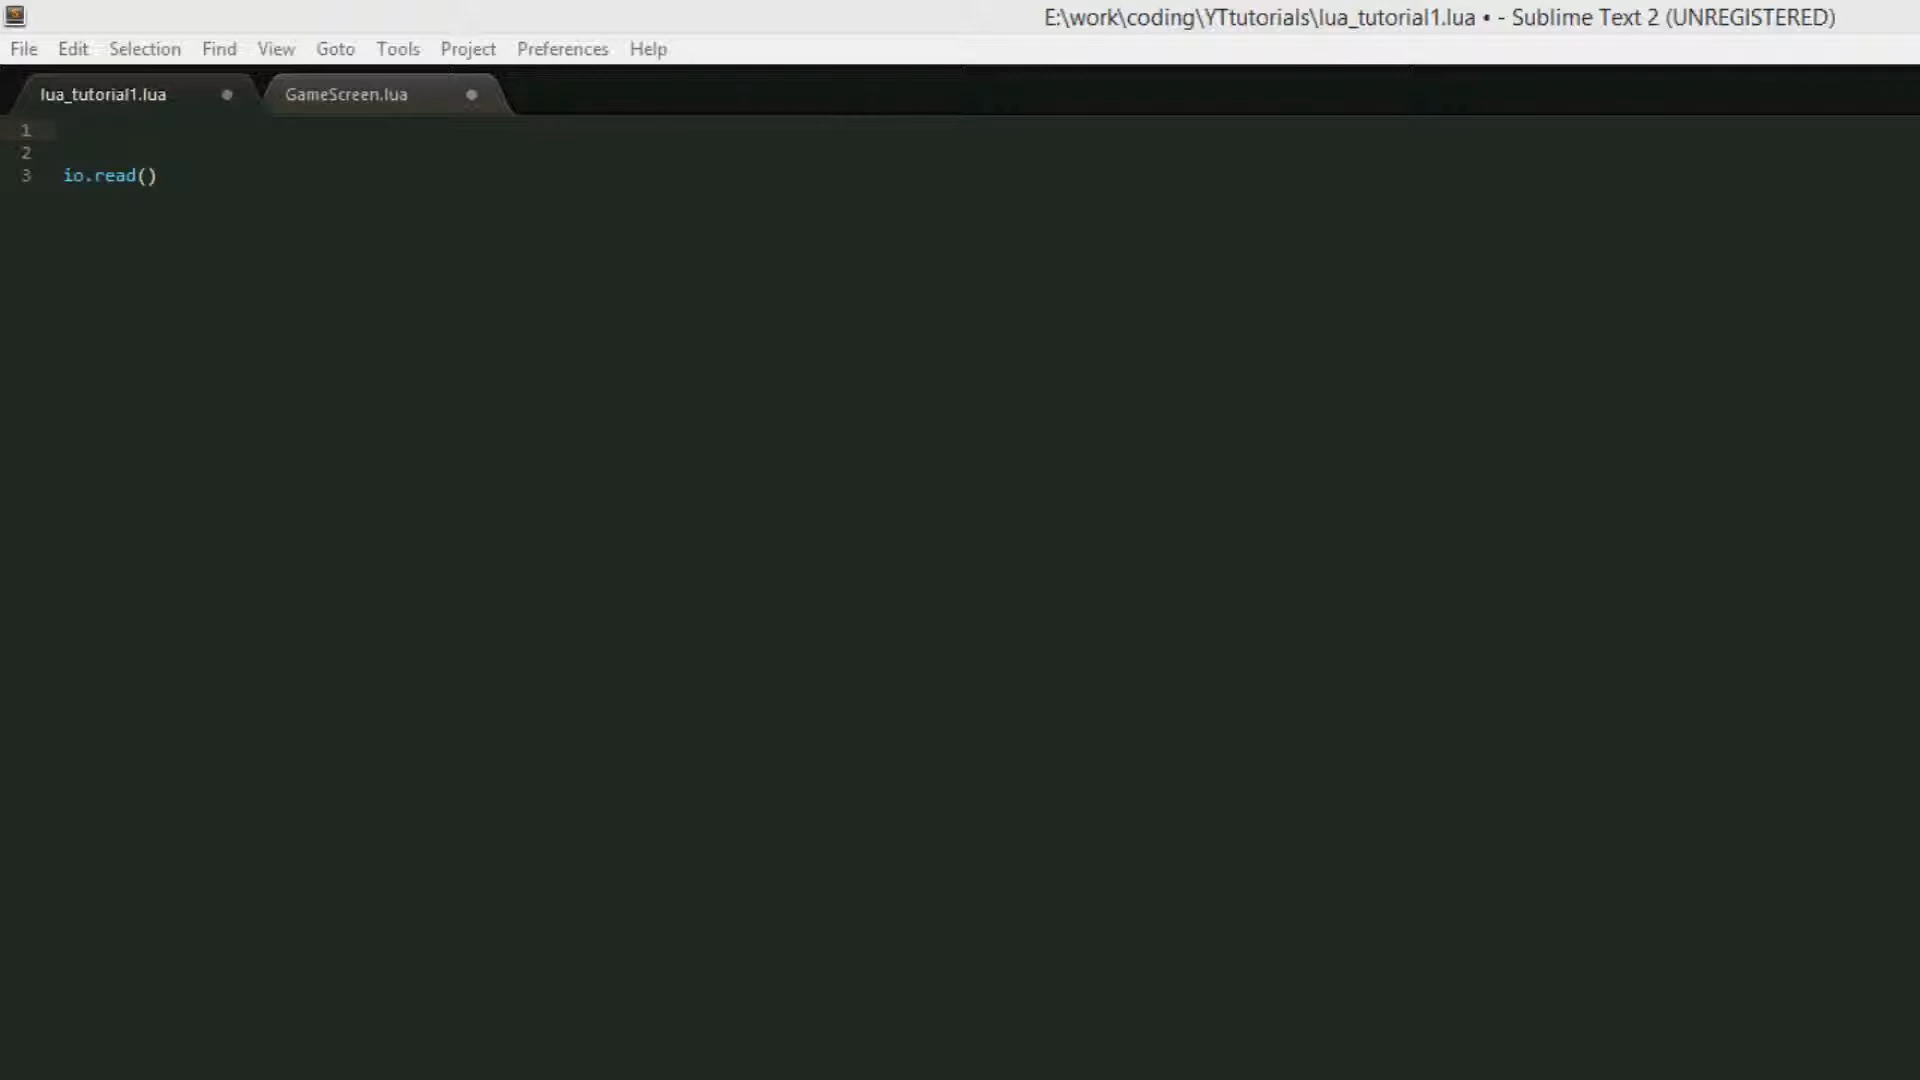 E:\work\coding\YTtutorials\lua_tutorial1.lua • - Sublime Text 2 (UNREGISTERED)
File Edit Selection Find View Goto Tools Project Preferences Help
lua_tutorial1.lua GameScreen.lua
1
2
3 io.read()